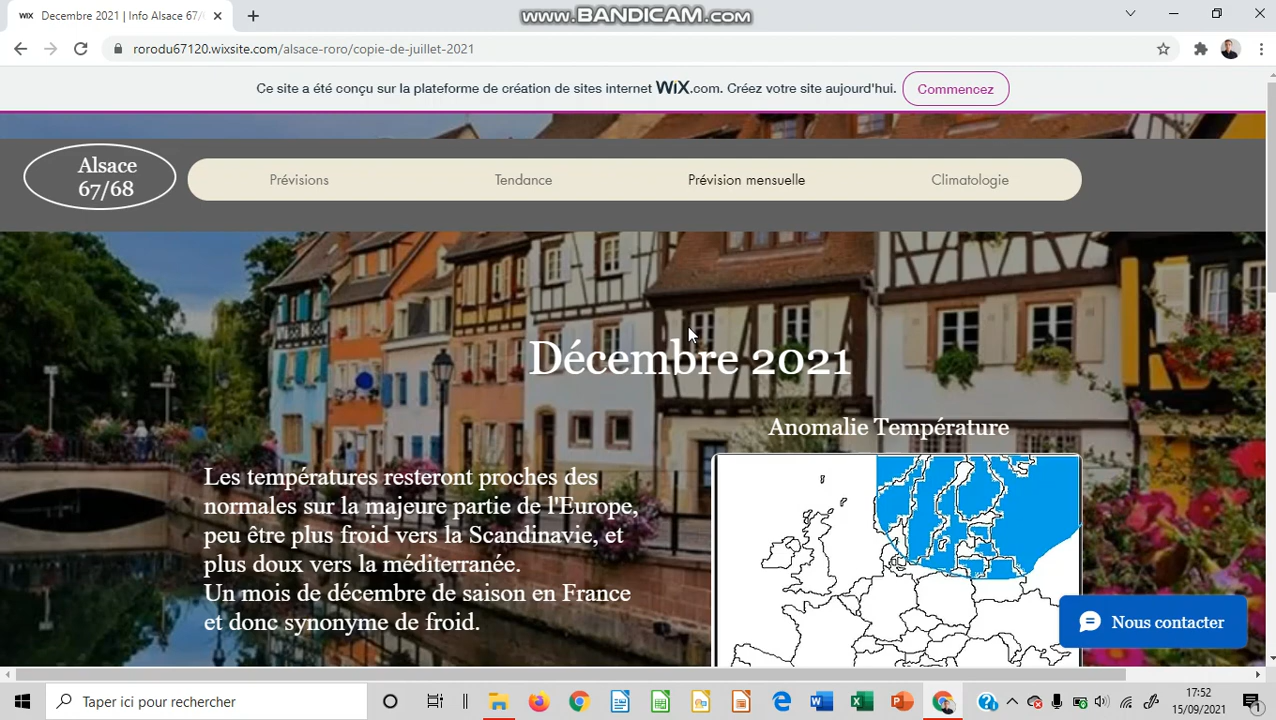 www.BANDICAM.com
WiX Decembre 2021 | Info Alsace 67/
rorodu67120.wixsite.com/alsace-roro/copie-de-juillet-2021
Ce site a été conçu sur la plateforme de création de sites internet WiX.com. Créez votre site aujourd'hui.
Commencez
Alsace
67/68
Prévisions
Tendance
Prévision mensuelle
Climatologie
Décembre 2021
Anomalie Température
Les températures resteront proches des
normales sur la majeure partie de l'Europe,
peu être plus froid vers la Scandinavie, et
plus doux vers la méditerranée.
Un mois de décembre de saison en France
et donc synonyme de froid.
Nous contacter
Taper ici pour rechercher
17:52
15/09/2021
1